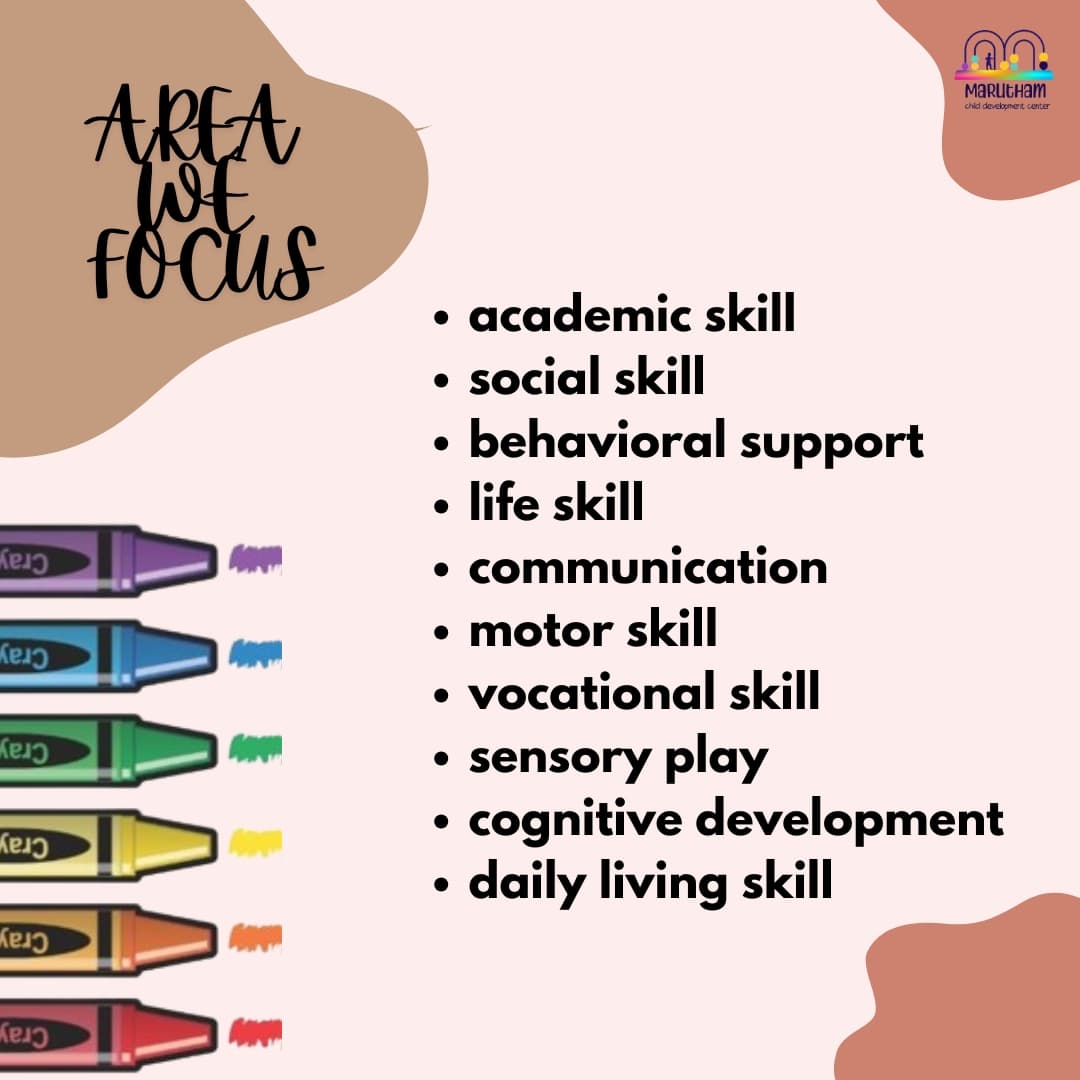 AREA
WE
FOCUS
MARUTHAM
child development center
• academic skill
• social skill
• behavioral support
• life skill
• communication
• motor skill
• vocational skill
• sensory play
• cognitive development
• daily living skill
Cray
Cray
Cray
Cray
Cray
Cray